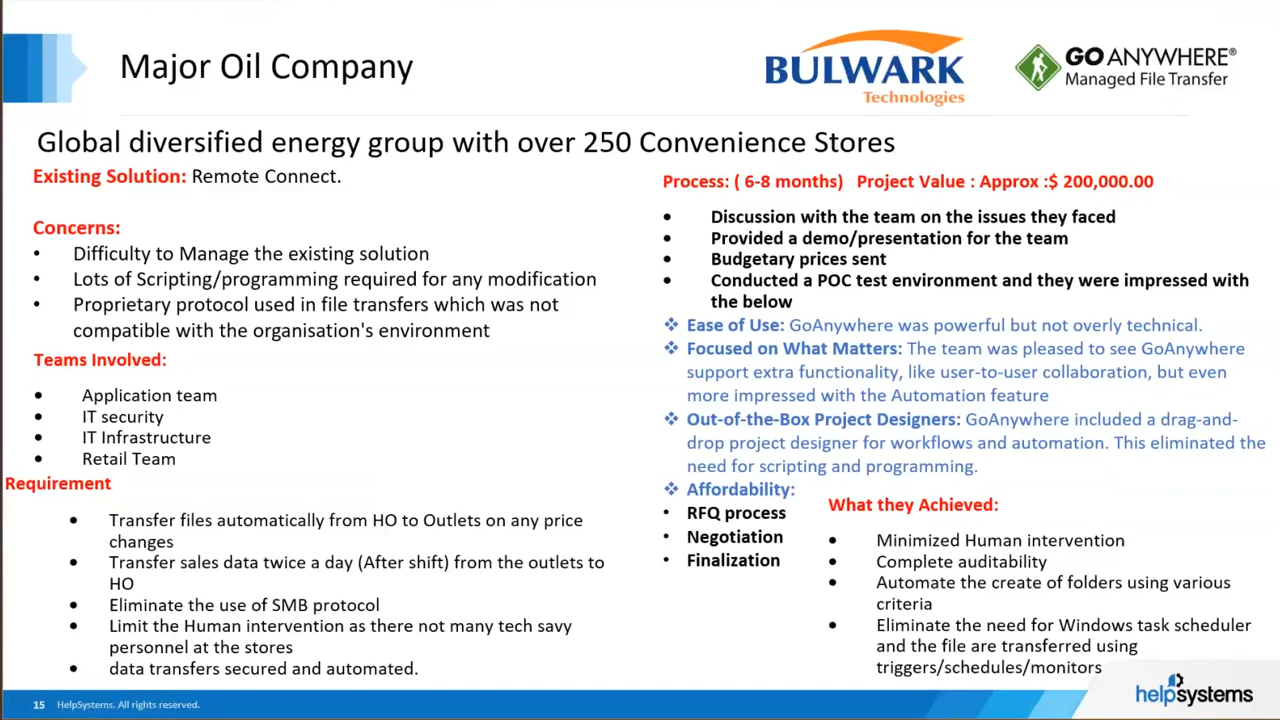 Major Oil Company
BULWARK
Technologies
GO ANYWHERE®
Managed File Transfer
Global diversified energy group with over 250 Convenience Stores
Existing Solution: Remote Connect.
Concerns:
• Difficulty to Manage the existing solution
• Lots of Scripting/programming required for any modification
• Proprietary protocol used in file transfers which was not
compatible with the organisation's environment
Teams Involved:
• Application team
• IT security
• IT Infrastructure
• Retail Team
Requirement
• Transfer files automatically from HO to Outlets on any price
changes
• Transfer sales data twice a day (After shift) from the outlets to
HO
• Eliminate the use of SMB protocol
• Limit the Human intervention as there not many tech savy
personnel at the stores
• data transfers secured and automated.
Process: ( 6-8 months) Project Value : Approx :$ 200,000.00
• Discussion with the team on the issues they faced
• Provided a demo/presentation for the team
• Budgetary prices sent
• Conducted a POC test environment and they were impressed with
the below
❖ Ease of Use: GoAnywhere was powerful but not overly technical.
❖ Focused on What Matters: The team was pleased to see GoAnywhere
support extra functionality, like user-to-user collaboration, but even
more impressed with the Automation feature
❖ Out-of-the-Box Project Designers: GoAnywhere included a drag-and-
drop project designer for workflows and automation. This eliminated the
need for scripting and programming.
❖ Affordability:
• RFQ process
• Negotiation
• Finalization
What they Achieved:
• Minimized Human intervention
• Complete auditability
• Automate the create of folders using various
criteria
• Eliminate the need for Windows task scheduler
and the file are transferred using
triggers/schedules/monitors
15 HelpSystems. All rights reserved.
helpsystems